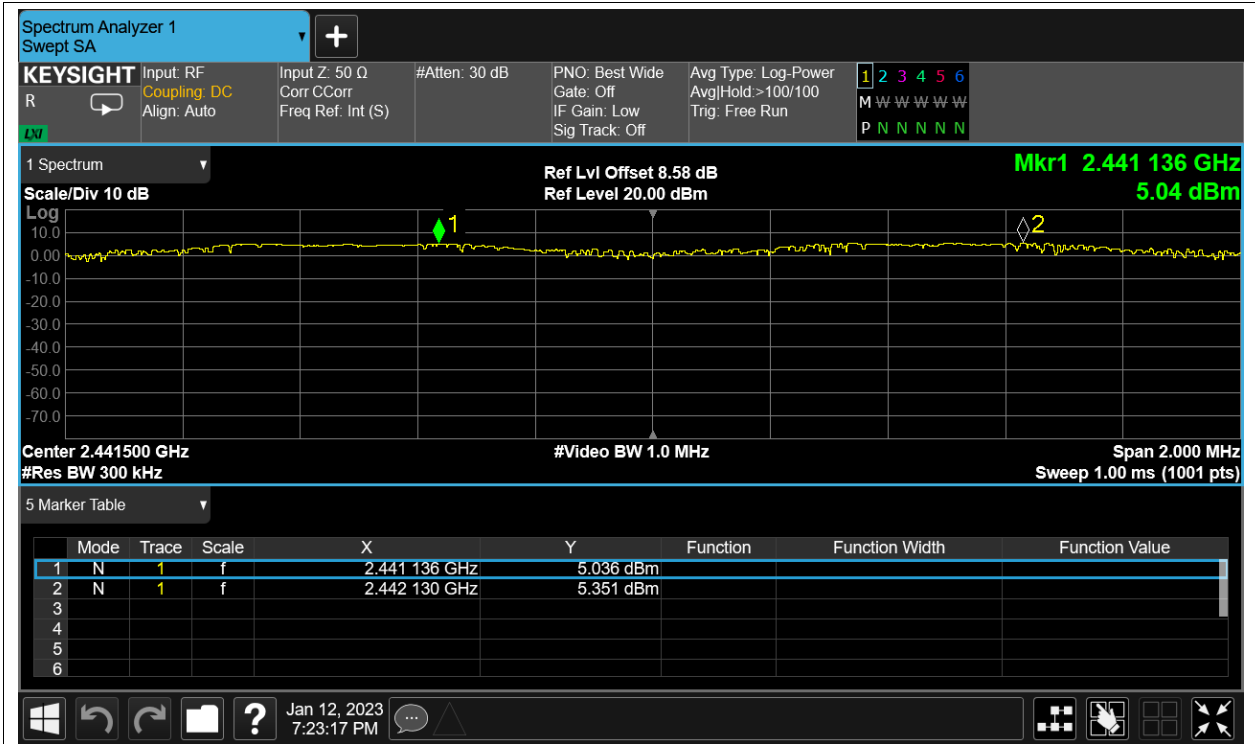 Spectrum Analyzer 1
Swept SA
+
KEYSIGHT
R
LXI
Input: RF
Coupling: DC
Align: Auto
Input Z: 50 Ω
Corr CCorr
Freq Ref: Int (S)
#Atten: 30 dB
PNO: Best Wide
Gate: Off
IF Gain: Low
Sig Track: Off
Avg Type: Log-Power
Avg|Hold:>100/100
Trig: Free Run
1 2 3 4 5 6
M W W W W W
P N N N N N
1 Spectrum
Scale/Div 10 dB
Ref Lvl Offset 8.58 dB
Ref Level 20.00 dBm
Mkr1 2.441 136 GHz
5.04 dBm
Log
10.0
0.00
-10.0
-20.0
-30.0
-40.0
-50.0
-60.0
-70.0
1
2
Center 2.441500 GHz
#Res BW 300 kHz
#Video BW 1.0 MHz
Span 2.000 MHz
Sweep 1.00 ms (1001 pts)
5 Marker Table
Mode Trace Scale X Y Function Function Width Function Value
1 N 1 f 2.441 136 GHz 5.036 dBm
2 N 1 f 2.442 130 GHz 5.351 dBm
3
4
5
6
?
Jan 12, 2023
7:23:17 PM